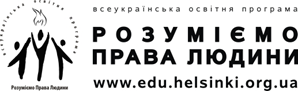 всеукраїнська освітня програма
РОЗУМІЄМО
ПРАВА ЛЮДИНИ
www.edu.helsinki.org.ua
Розуміємо Права Людини